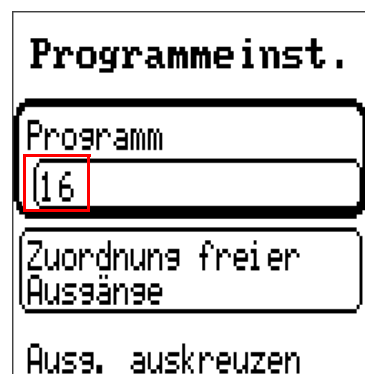 Programmeinst.
Programm
16
Zuordnung freier
Ausgänge
Ausg. auskreuzen